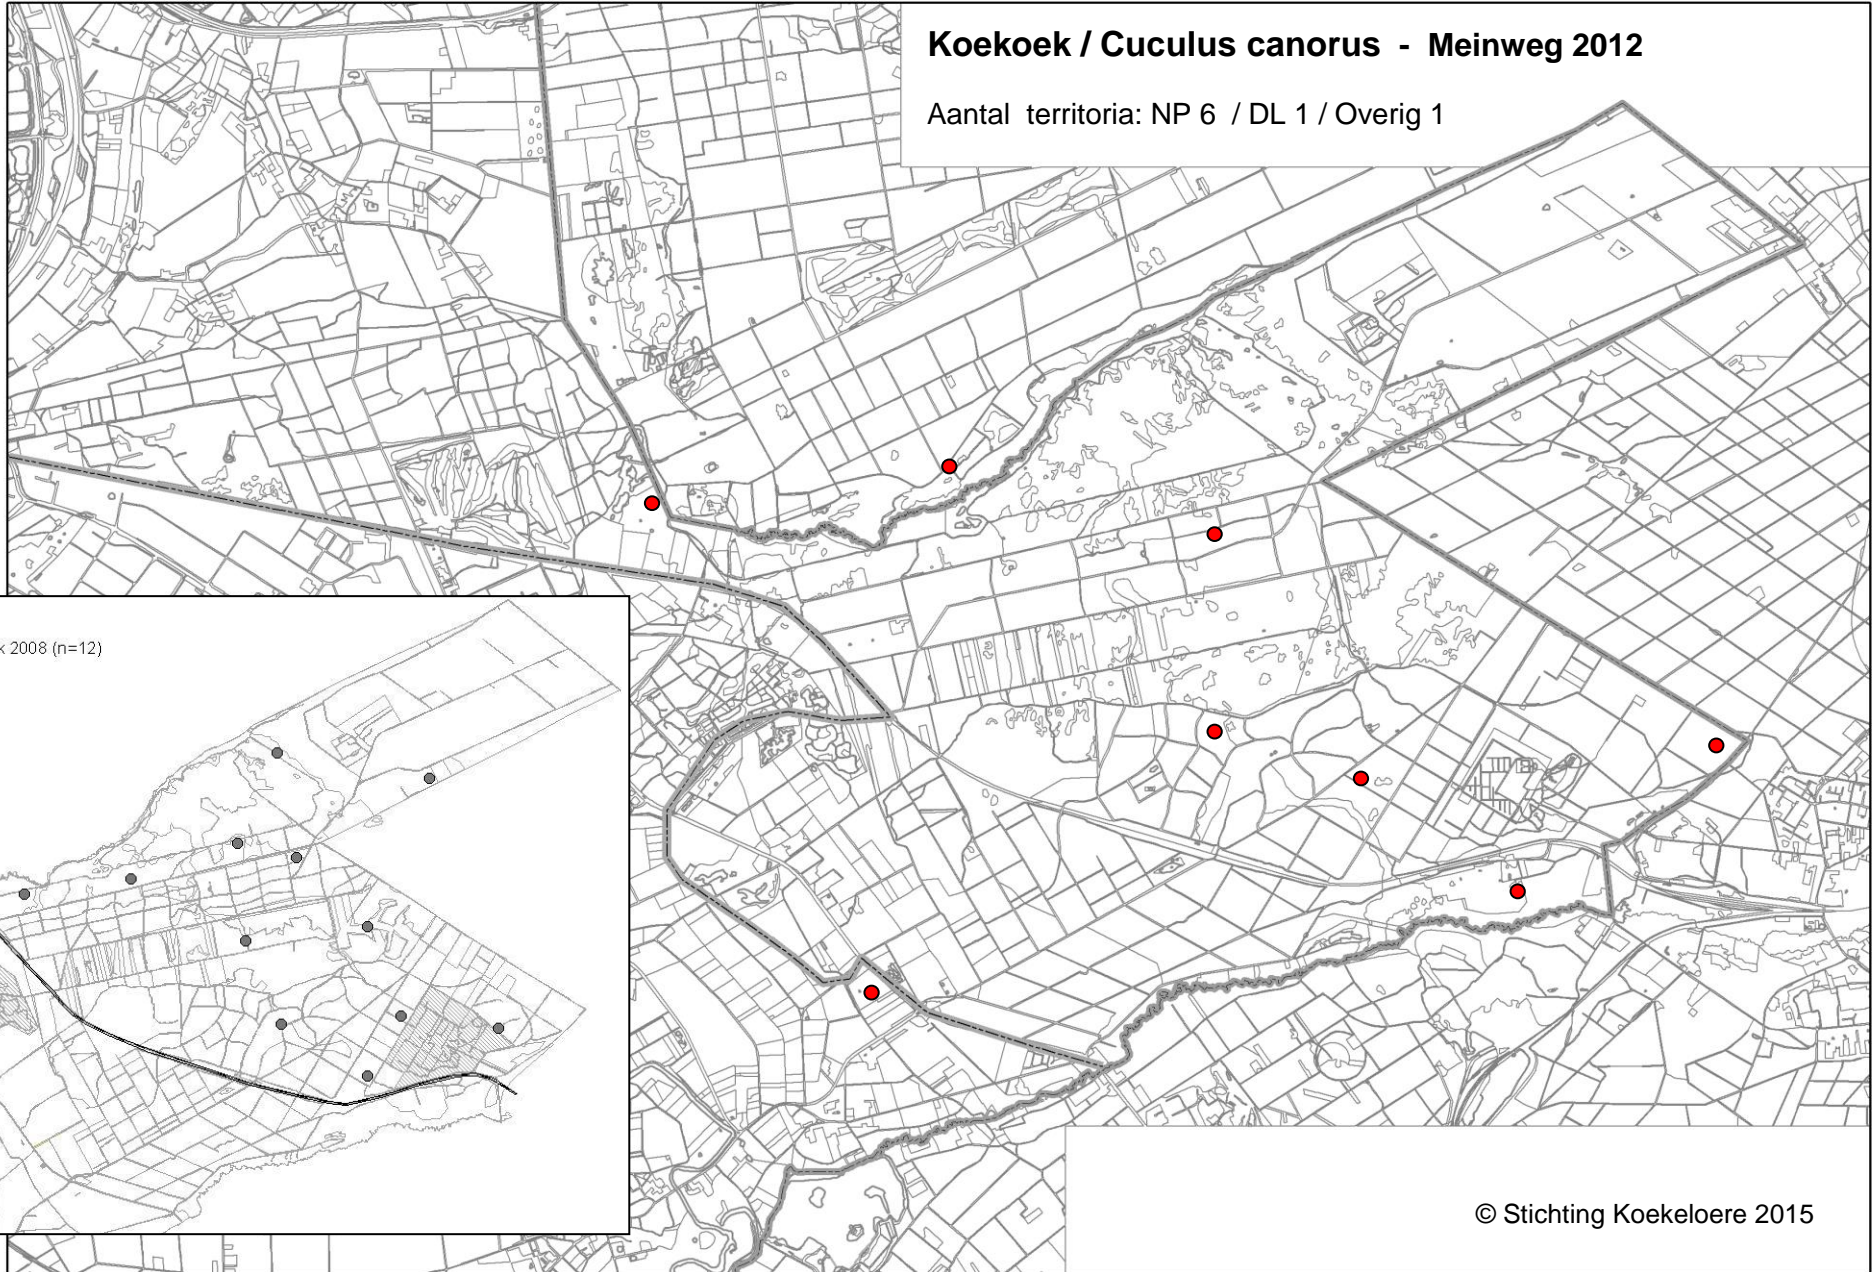 Koekoek / Cuculus canorus - Meinweg 2012
Aantal territoria: NP 6 / DL 1 / Overig 1
2008 (n=12)
© Stichting Koekeloere 2015